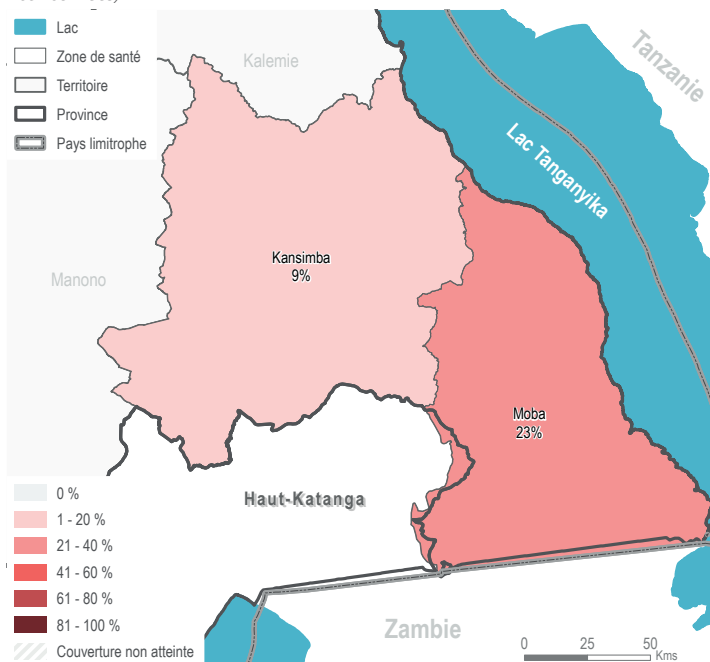 Lac
Zone de santé
Territoire
Province
Pays limitrophe
Kalemie
Tanzanie
Lac Tanganyika
Kansimba
9%
Manono
Moba
23%
Haut-Katanga
0 %
1 - 20 %
21 - 40 %
41 - 60 %
61 - 80 %
81 - 100 %
Couverture non atteinte
Zambie
0 25 50
Kms